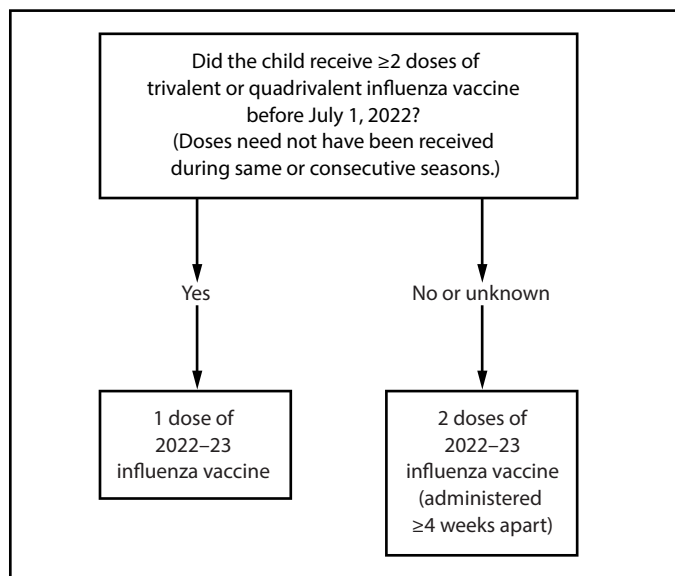 Did the child receive ≥2 doses of
trivalent or quadrivalent influenza vaccine
before July 1, 2022?
(Doses need not have been received
during same or consecutive seasons.)
Yes
No or unknown
1 dose of
2022–23
influenza vaccine
2 doses of
2022–23
influenza vaccine
(administered
≥4 weeks apart)